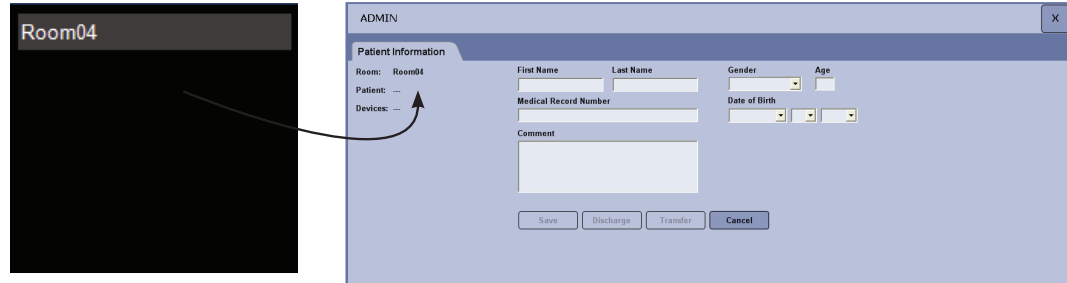 Room04
ADMIN
X
Patient Information
Room: Room04
Patient: ---
Devices: ---
First Name Last Name Gender Age
Medical Record Number Date of Birth
Comment
Save Discharge Transfer Cancel